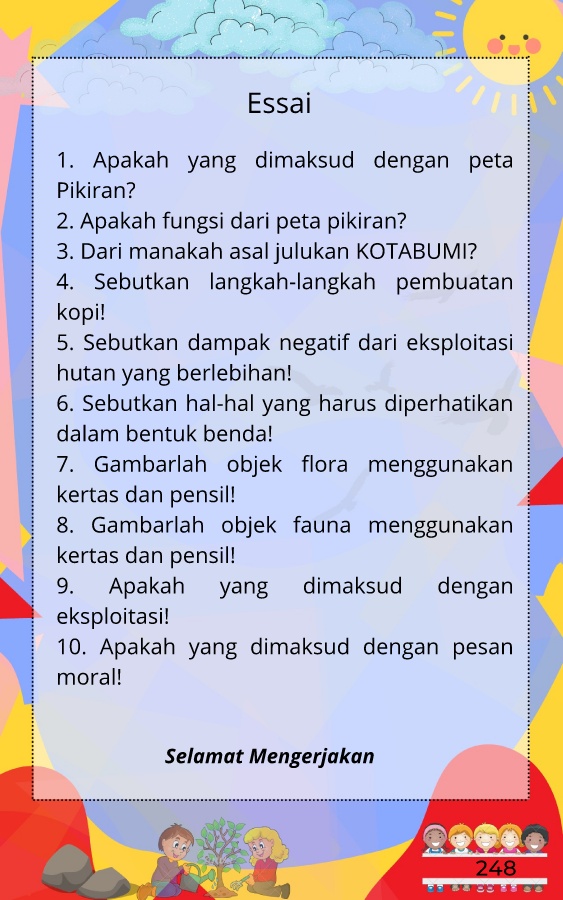 Essai
1. Apakah yang dimaksud dengan peta
Pikiran?
2. Apakah fungsi dari peta pikiran?
3. Dari manakah asal julukan KOTABUMI?
4. Sebutkan langkah-langkah pembuatan
kopi!
5. Sebutkan dampak negatif dari eksploitasi
hutan yang berlebihan!
6. Sebutkan hal-hal yang harus diperhatikan
dalam bentuk benda!
7. Gambarlah objek flora menggunakan
kertas dan pensil!
8. Gambarlah objek fauna menggunakan
kertas dan pensil!
9. Apakah yang dimaksud dengan
eksploitasi!
10. Apakah yang dimaksud dengan pesan
moral!
Selamat Mengerjakan
248